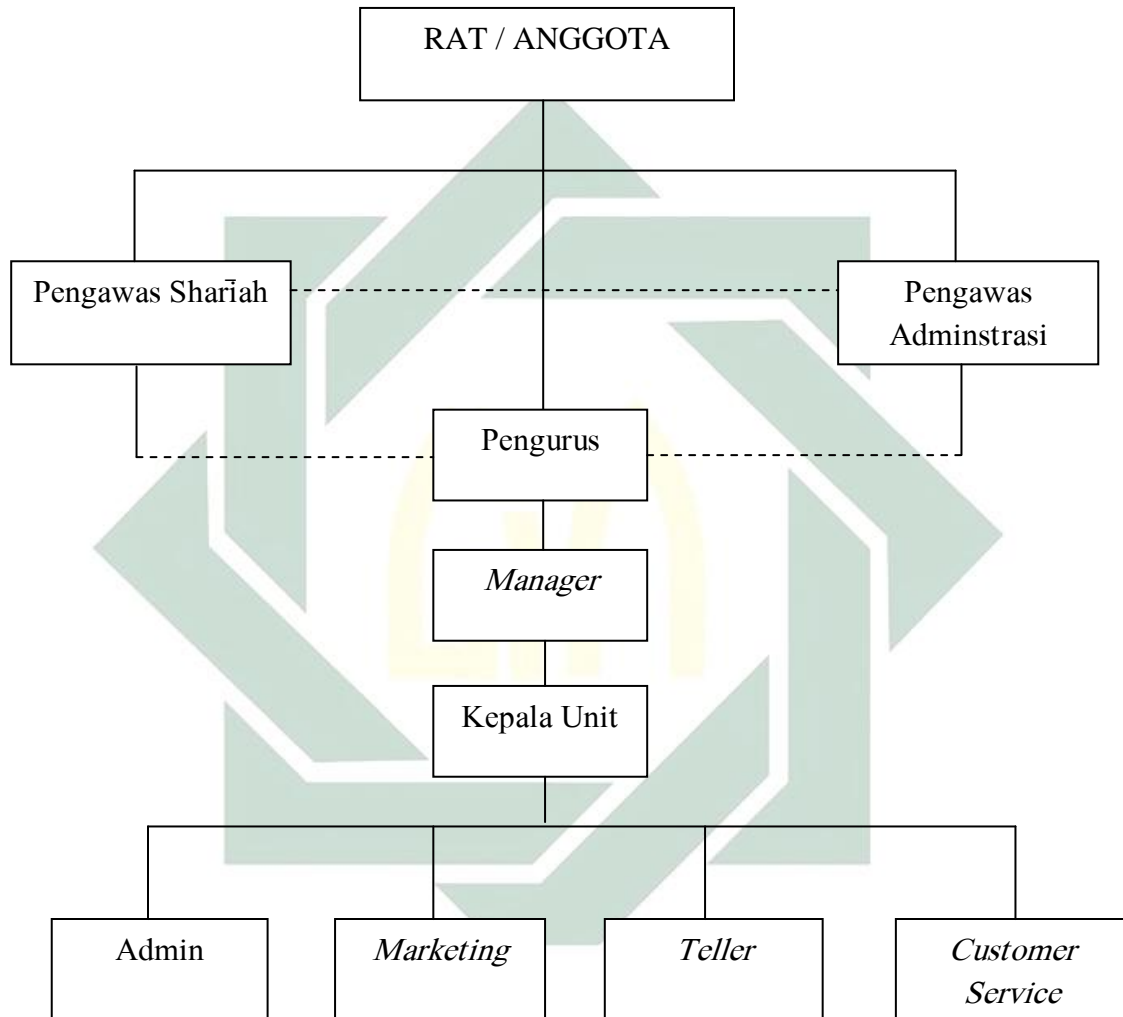 RAT / ANGGOTA
Pengawas Sharīah
Pengawas
Adminstrasi
Pengurus
Manager
Kepala Unit
Admin
Marketing
Teller
Customer
Service